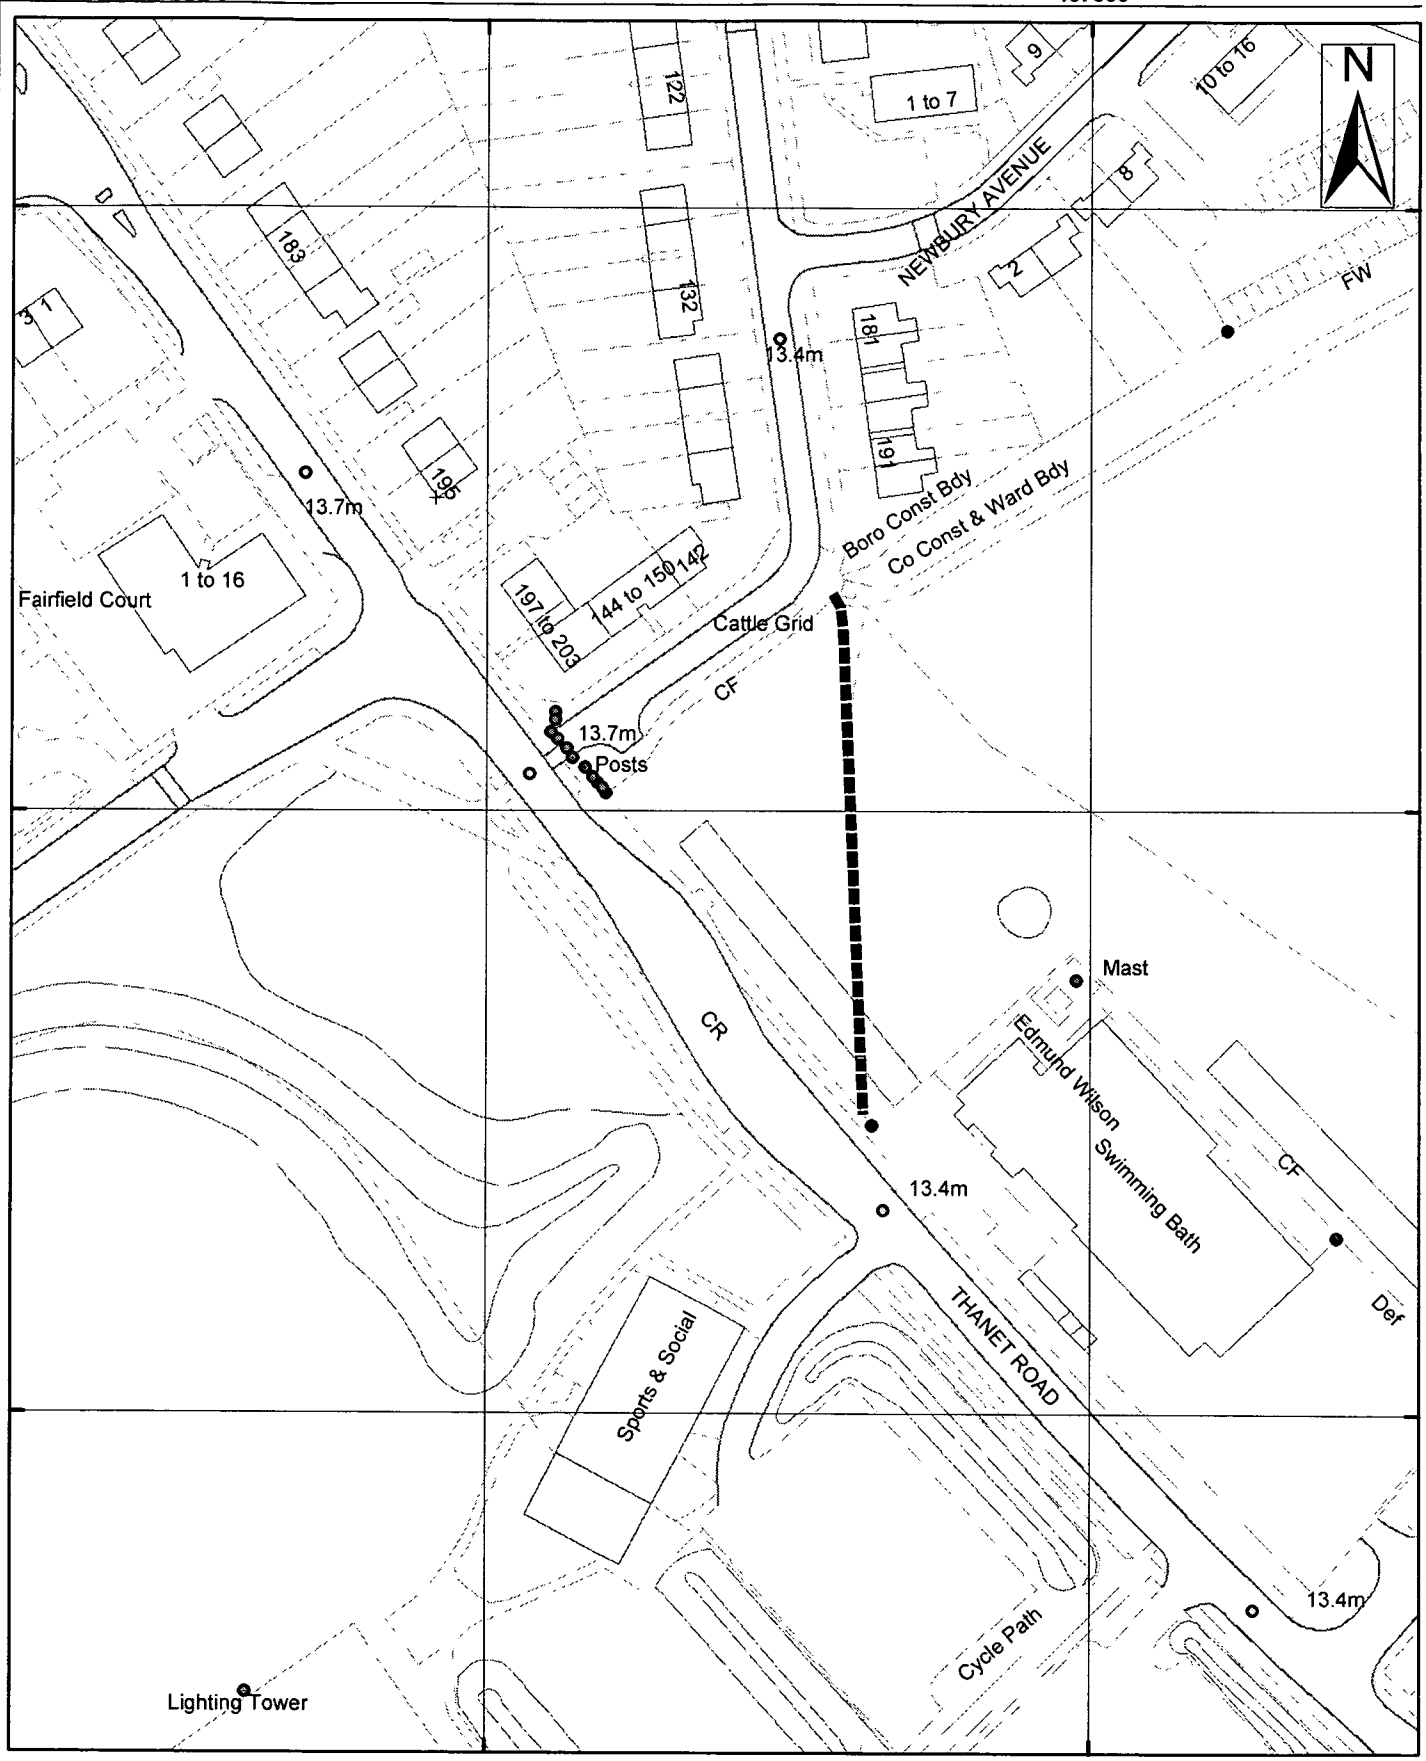 N
9
10 to 16
122
1 to 7
NEWBURY AVENUE
8
183
2
132
FW
3 1
181
13.4m
195
191
13.7m
Boro Const Bdy
Co Const & Ward Bdy
1 to 16
142
144 to 150
Fairfield Court
197 to 203
Cattle Grid
CF
13.7m
Posts
Mast
CR
Edmund Wilson
Swimming Bath
CF
13.4m
Def
THANET ROAD
Sports & Social
13.4m
Cycle Path
Lighting Tower